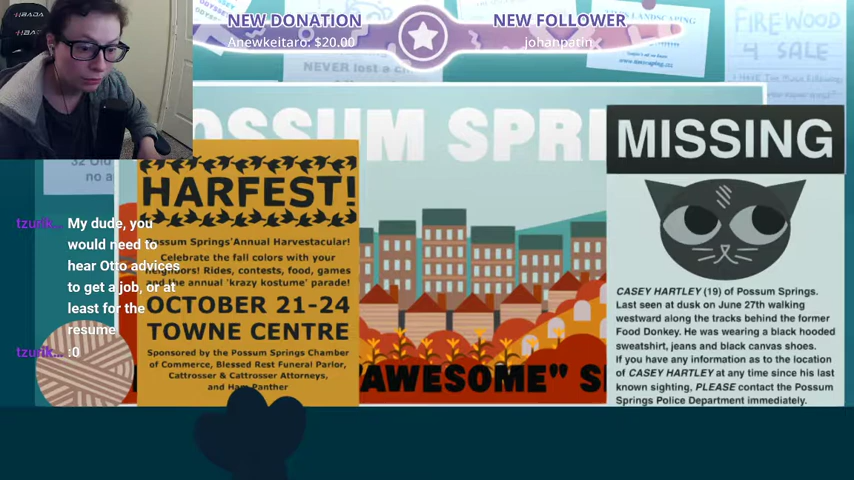 NEW DONATION
Anewkeitaro: $20.00
NEW FOLLOWER
johanpatin
LANDSCAPING
FIREWOOD
4 SALE
NEVER lost a
OSSUM SPRI
HARFEST!
Possum Springs' Annual Harvestacular!
Celebrate the fall colors with your
neighbors! Rides, contests, food, games
and the annual 'krazy kostume' parade!
OCTOBER 21-24
TOWNE CENTRE
Sponsored by the Possum Springs Chamber
of Commerce, Blessed Rest Funeral Parlor,
Cattrosser & Cattrosser Attorneys,
and Ham Panther
AWESOME" S
MISSING
CASEY HARTLEY (19) of Possum Springs.
Last seen at dusk on June 27th walking
westward along the tracks behind the former
Food Donkey. He was wearing a black hooded
sweatshirt, jeans and black canvas shoes.
If you have any information as to the location
of CASEY HARTLEY at any time since his last
known sighting, PLEASE contact the Possum
Springs Police Department immediately.
My dude, you
would need to
hear Otto advices
to get a job, or at
least for the
resume
:0